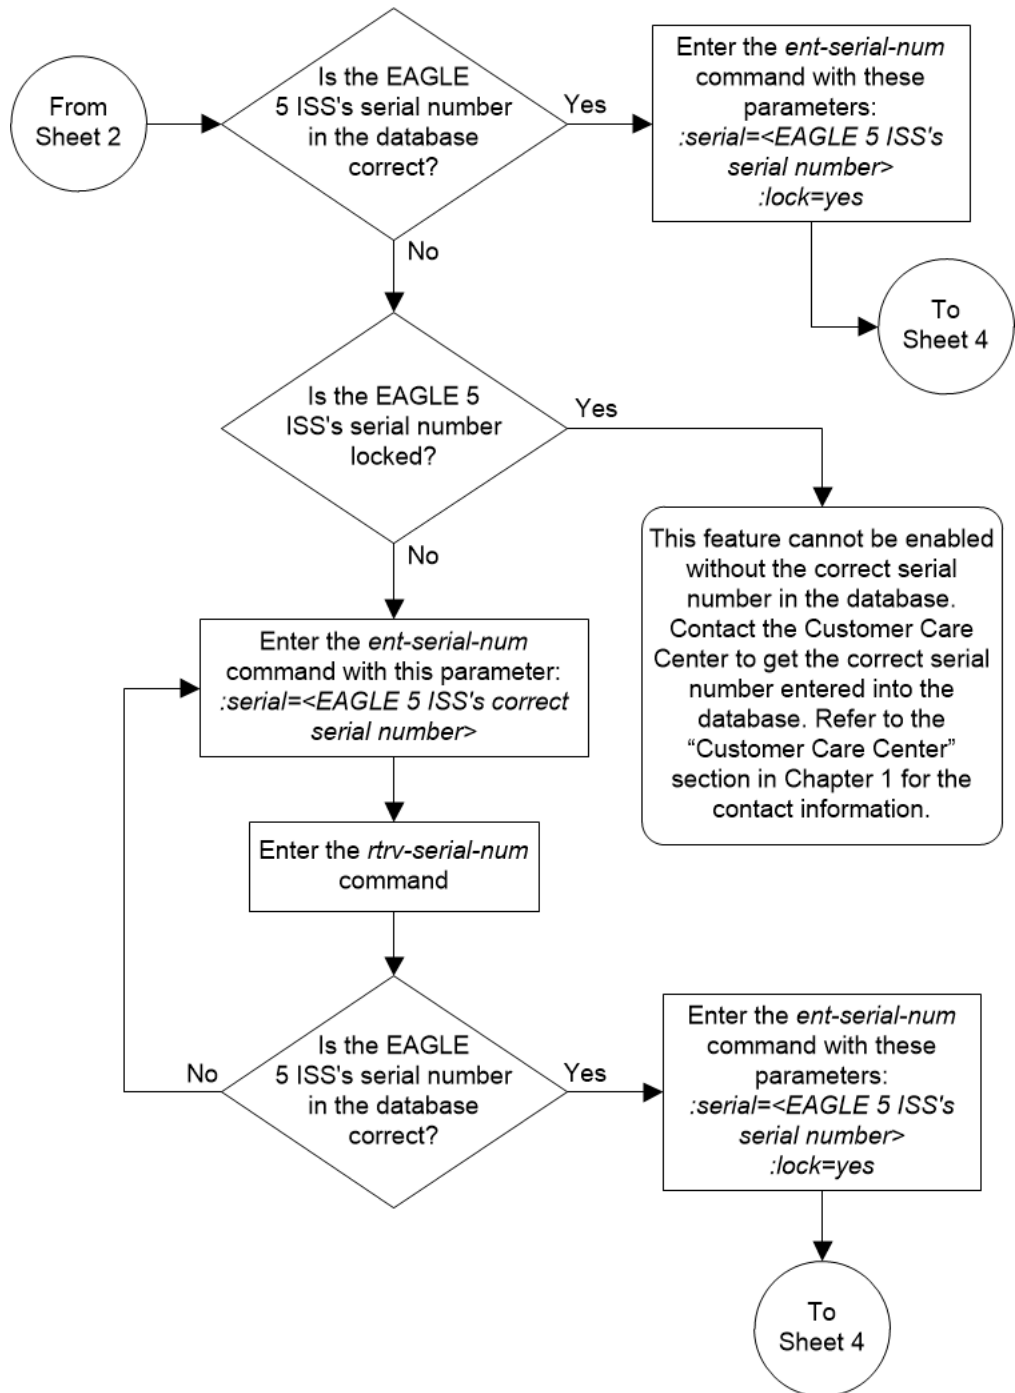 From
Sheet 2
Is the EAGLE
5 ISS's serial number
in the database
correct?
Yes
Enter the ent-serial-num
command with these
parameters:
:serial=<EAGLE 5 ISS's
serial number>
:lock=yes
No
To
Sheet 4
Is the EAGLE 5
ISS's serial number
locked?
Yes
This feature cannot be enabled
without the correct serial
number in the database.
Contact the Customer Care
Center to get the correct serial
number entered into the
database. Refer to the
“Customer Care Center”
section in Chapter 1 for the
contact information.
No
Enter the ent-serial-num
command with this parameter:
:serial=<EAGLE 5 ISS's correct
serial number>
Enter the rtrv-serial-num
command
Is the EAGLE
5 ISS's serial number
in the database
correct?
No
Yes
Enter the ent-serial-num
command with these
parameters:
:serial=<EAGLE 5 ISS's
serial number>
:lock=yes
To
Sheet 4